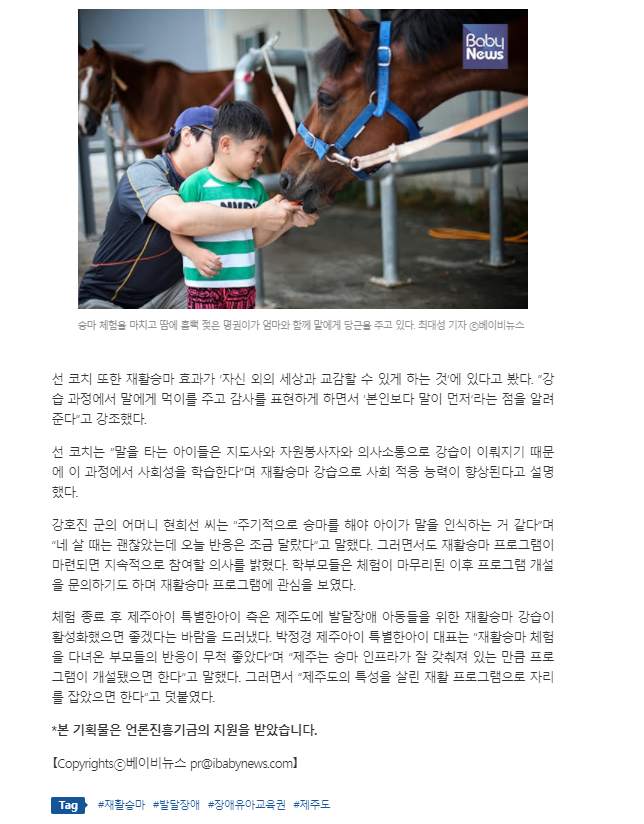 Baby
News
승마 체험을 마치고 땀에 흠뻑 젖은 명권이가 엄마와 함께 말에게 당근을 주고 있다. 최대성 기자 ⓒ베이비뉴스
선 코치 또한 재활승마 효과가 ‘자신 외의 세상과 교감할 수 있게 하는 것’에 있다고 봤다. “강
습 과정에서 말에게 먹이를 주고 감사를 표현하게 하면서 ‘본인보다 말이 먼저’라는 점을 알려
준다”고 강조했다.
선 코치는 “말을 타는 아이들은 지도사와 자원봉사자와 의사소통으로 강습이 이뤄지기 때문
에 이 과정에서 사회성을 학습한다”며 재활승마 강습으로 사회 적응 능력이 향상된다고 설명
했다.
강호진 군의 어머니 현희선 씨는 “주기적으로 승마를 해야 아이가 말을 인식하는 거 같다”며
“네 살 때는 괜찮았는데 오늘 반응은 조금 달랐다”고 말했다. 그러면서도 재활승마 프로그램이
마련되면 지속적으로 참여할 의사를 밝혔다. 학부모들은 체험이 마무리된 이후 프로그램 개설
을 문의하기도 하며 재활승마 프로그램에 관심을 보였다.
체험 종료 후 제주아이 특별한아이 측은 제주도에 발달장애 아동들을 위한 재활승마 강습이
활성화했으면 좋겠다는 바람을 드러냈다. 박정경 제주아이 특별한아이 대표는 “재활승마 체험
을 다녀온 부모들의 반응이 무척 좋았다”며 “제주는 승마 인프라가 잘 갖춰져 있는 만큼 프로
그램이 개설됐으면 한다”고 말했다. 그러면서 “제주도의 특성을 살린 재활 프로그램으로 자리
를 잡았으면 한다”고 덧붙였다.
*본 기획물은 언론진흥기금의 지원을 받았습니다.
【Copyrightsⓒ베이비뉴스 pr@ibabynews.com】
Tag #재활승마 #발달장애 #장애유아교육권 #제주도